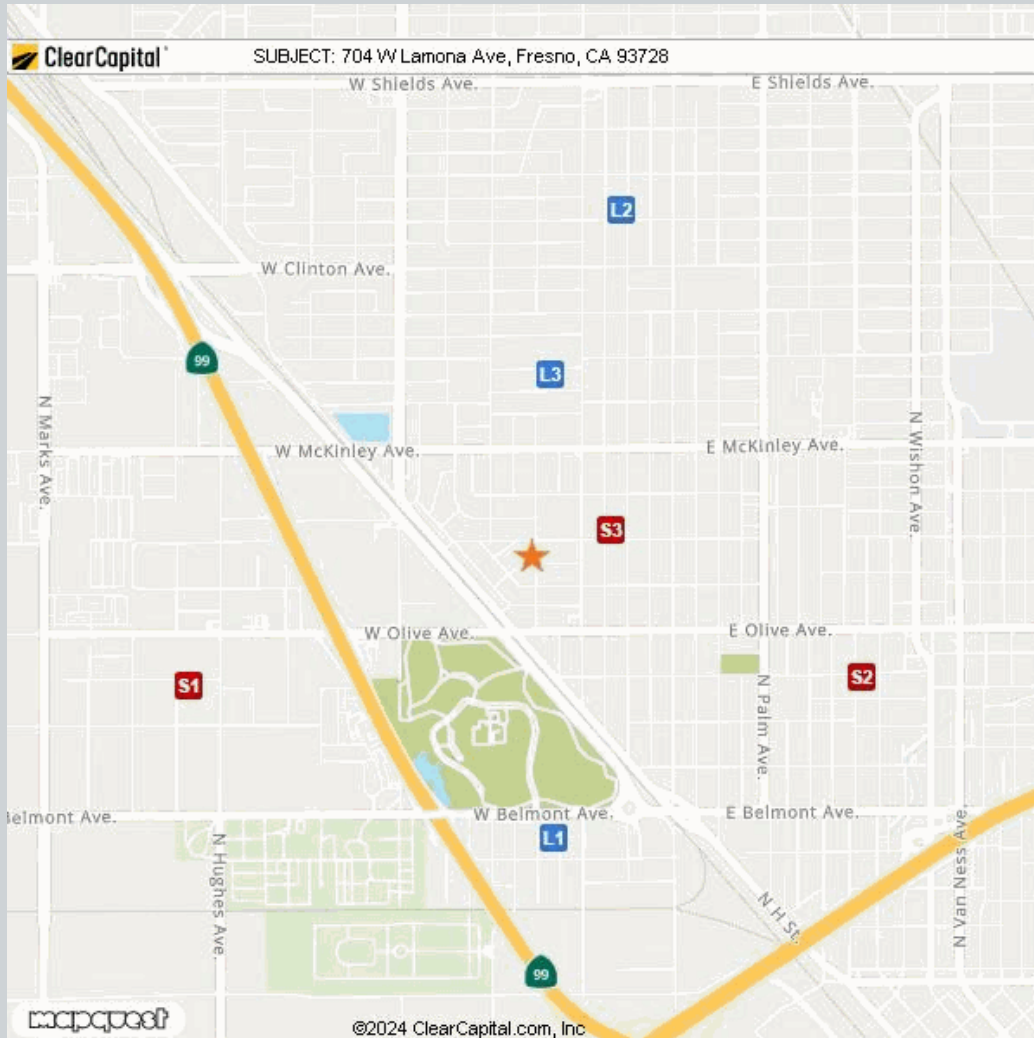 ClearCapital
SUBJECT: 704 W Lamona Ave, Fresno, CA 93728
W Shields Ave.
E Shields Ave.
L2
W Clinton Ave.
99
L3
N Marks Ave.
W McKinley Ave.
E McKinley Ave.
N Wishon Ave.
S3
W Olive Ave.
E Olive Ave.
S1
S2
N Palm Ave.
Belmont Ave.
W Belmont Ave.
E Belmont Ave.
L1
N Hughes Ave.
N H St.
N Van Ness Ave.
99
mapquest
©2024 ClearCapital.com, Inc